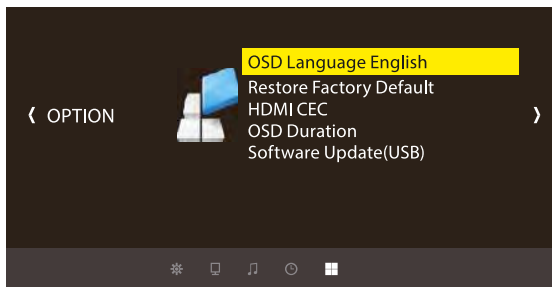 OPTION
OSD Language English
Restore Factory Default
HDMI CEC
OSD Duration
Software Update(USB)